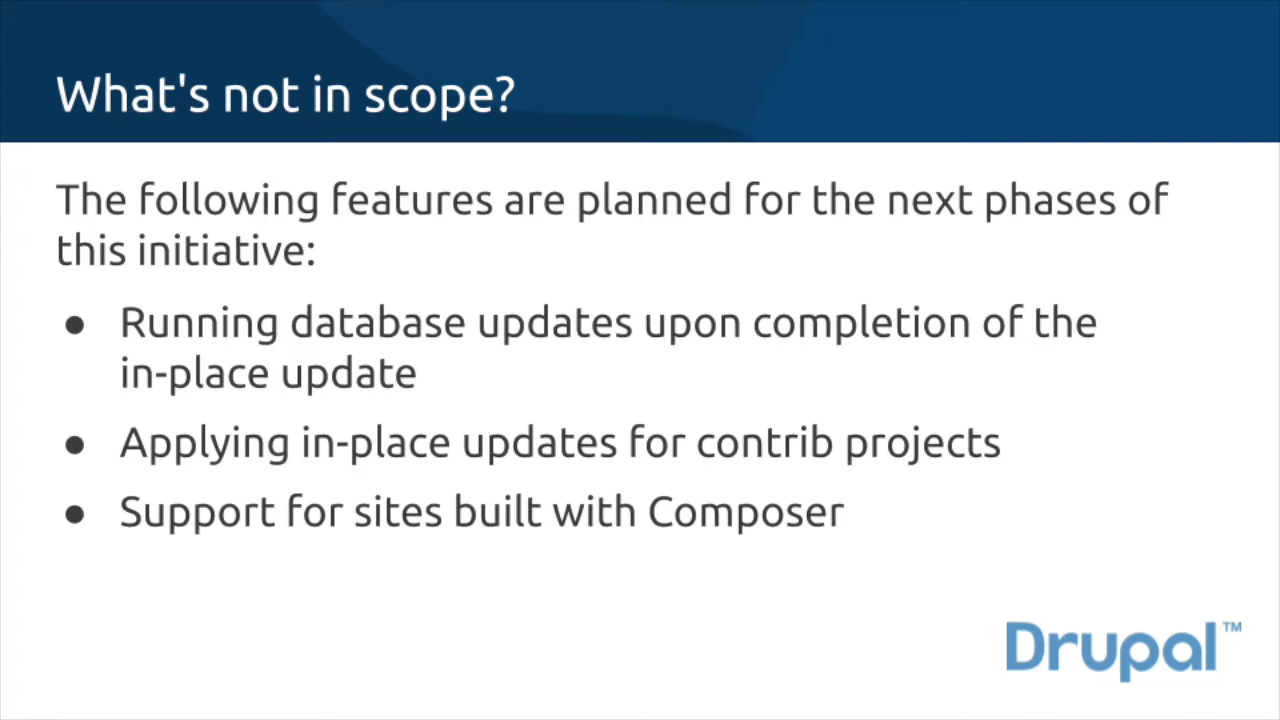 What's not in scope?
The following features are planned for the next phases of
this initiative:
● Running database updates upon completion of the
in-place update
● Applying in-place updates for contrib projects
● Support for sites built with Composer
Drupal™